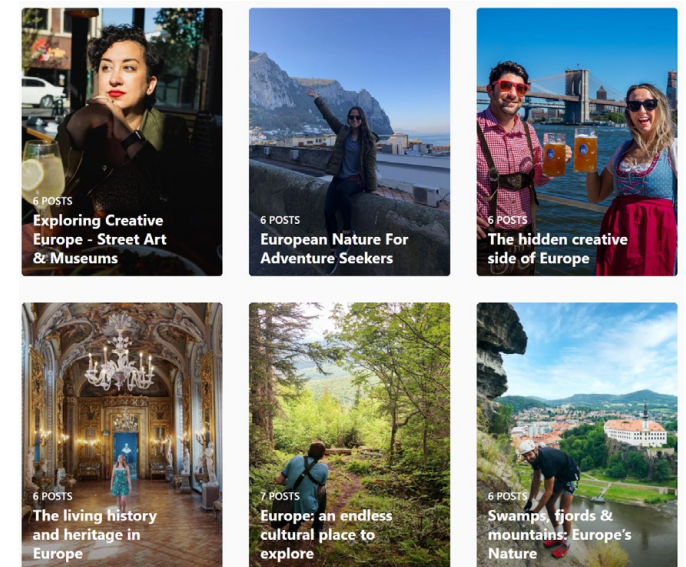 6 POSTS
Exploring Creative
Europe - Street Art
& Museums
6 POSTS
European Nature For
Adventure Seekers
6 POSTS
The hidden creative
side of Europe
6 POSTS
The living history
and heritage in
Europe
7 POSTS
Europe: an endless
cultural place to
explore
6 POSTS
Swamps, fjords &
mountains: Europe's
Nature